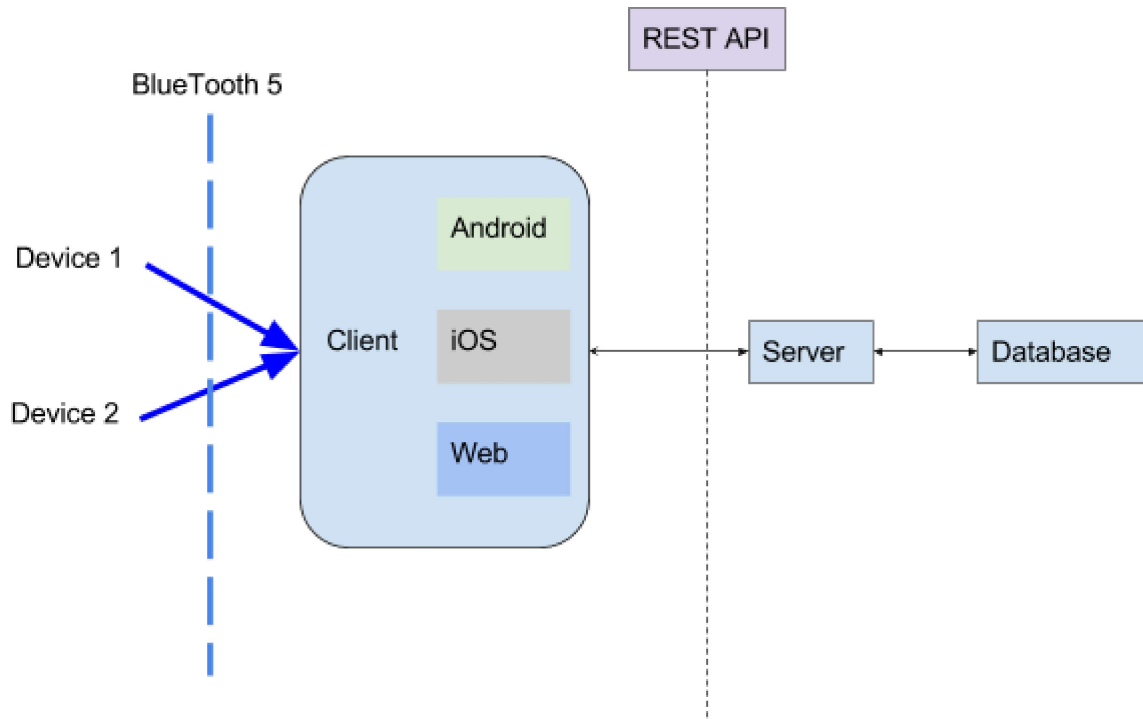 REST API
BlueTooth 5
Android
Device 1
Client
iOS
Server
Database
Device 2
Web